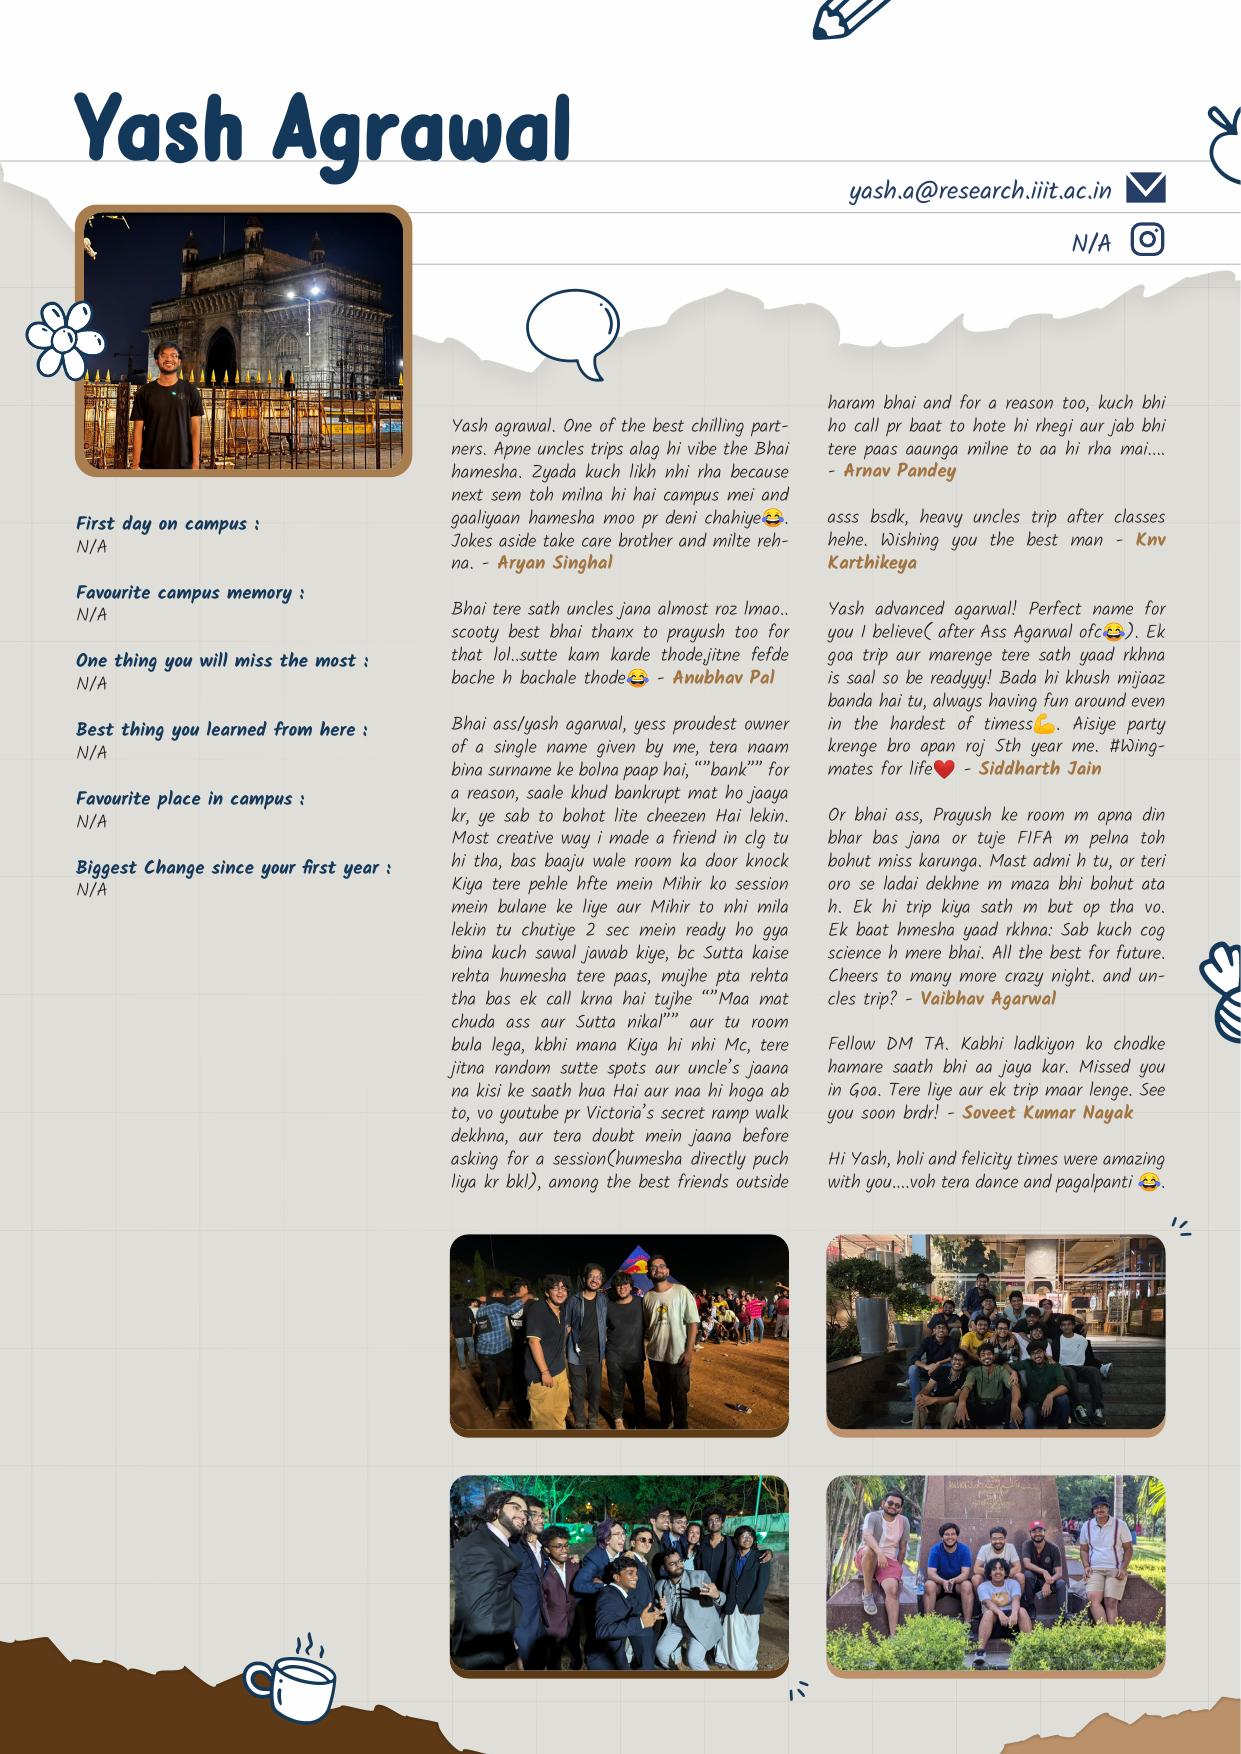 Yash Agrawal
yash.a@research.iiit.ac.in
N/A
First day on campus :
N/A
Favourite campus memory :
N/A
One thing you will miss the most :
N/A
Best thing you learned from here :
N/A
Favourite place in campus :
N/A
Biggest Change since your first year :
N/A
Yash agrawal. One of the best chilling part-
ners. Apne uncles trips alag hi vibe the Bhai
hamesha. Zyada kuch likh nhi rha because
next sem toh milna hi hai campus mei and
gaaliyaan hamesha moo pr deni chahiye😂.
Jokes aside take care brother and milte reh-
na. - Aryan Singhal
Bhai tere sath uncles jana almost roz lmao..
scooty best bhai thanx to prayush too for
that lol..sutte kam karde thode,jitne fefde
bache h bachale thode😂 - Anubhav Pal
Bhai ass/yash agarwal, yess proudest owner
of a single name given by me, tera naam
bina surname ke bolna paap hai, “”bank”” for
a reason, saale khud bankrupt mat ho jaaya
kr, ye sab to bohot lite cheezen Hai lekin.
Most creative way i made a friend in clg tu
hi tha, bas baaju wale room ka door knock
Kiya tere pehle hfte mein Mihir ko session
mein bulane ke liye aur Mihir to nhi mila
lekin tu chutiye 2 sec mein ready ho gya
bina kuch sawal jawab kiye, bc Sutta kaise
rehta humesha tere paas, mujhe pta rehta
tha bas ek call krna hai tujhe “”Maa mat
chuda ass aur Sutta nikal”” aur tu room
bula lega, kbhi mana Kiya hi nhi Mc, tere
jitna random sutte spots aur uncle’s jaana
na kisi ke saath hua Hai aur naa hi hoga ab
to, vo youtube pr Victoria’s secret ramp walk
dekhna, aur tera doubt mein jaana before
asking for a session(humesha directly puch
liya kr bkl), among the best friends outside
haram bhai and for a reason too, kuch bhi
ho call pr baat to hote hi rhegi aur jab bhi
tere paas aaunga milne to aa hi rha mai....
- Arnav Pandey
asss bsdk, heavy uncles trip after classes
hehe. Wishing you the best man - Knv
Karthikeya
Yash advanced agarwal! Perfect name for
you I believe( after Ass Agarwal ofc😂). Ek
goa trip aur marenge tere sath yaad rkhna
is saal so be readyyy! Bada hi khush mijaaz
banda hai tu, always having fun around even
in the hardest of timess💪. Aisiye party
krenge bro apan roj 5th year me. #Wing-
mates for life❤️ - Siddharth Jain
Or bhai ass, Prayush ke room m apna din
bhar bas jana or tuje FIFA m pelna toh
bohut miss karunga. Mast admi h tu, or teri
oro se ladai dekhne m maza bhi bohut ata
h. Ek hi trip kiya sath m but op tha vo.
Ek baat hmesha yaad rkhna: Sab kuch cog
science h mere bhai. All the best for future.
Cheers to many more crazy night. and un-
cles trip? - Vaibhav Agarwal
Fellow DM TA. Kabhi ladkiyon ko chodke
hamare saath bhi aa jaya kar. Missed you
in Goa. Tere liye aur ek trip maar lenge. See
you soon brdr! - Soveet Kumar Nayak
Hi Yash, holi and felicity times were amazing
with you....voh tera dance and pagalpanti 😂.